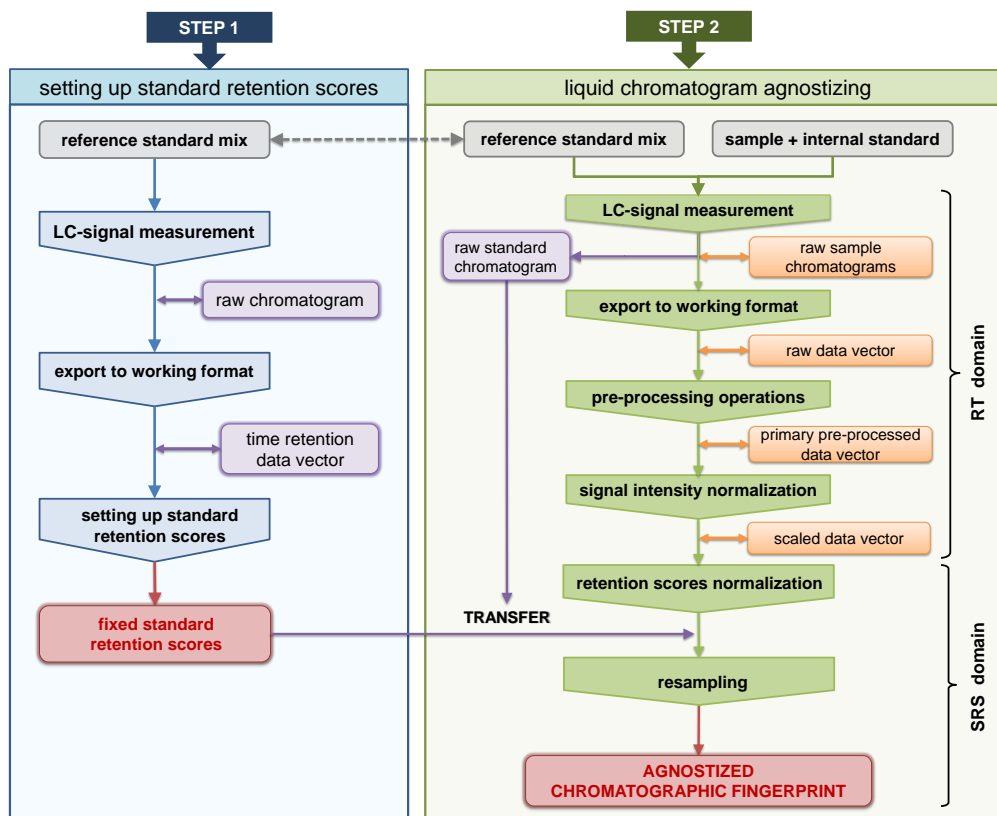 STEP 1
setting up standard retention scores
reference standard mix
LC-signal measurement
raw chromatogram
export to working format
time retention
data vector
setting up standard
retention scores
fixed standard
retention scores
STEP 2
liquid chromatogram agnostizing
reference standard mix
sample + internal standard
LC-signal measurement
raw standard
chromatogram
raw sample
chromatograms
export to working format
raw data vector
pre-processing operations
primary pre-processed
data vector
signal intensity normalization
scaled data vector
retention scores normalization
TRANSFER
resampling
AGNOSTIZED
CHROMATOGRAPHIC FINGERPRINT
RT domain
SRS domain